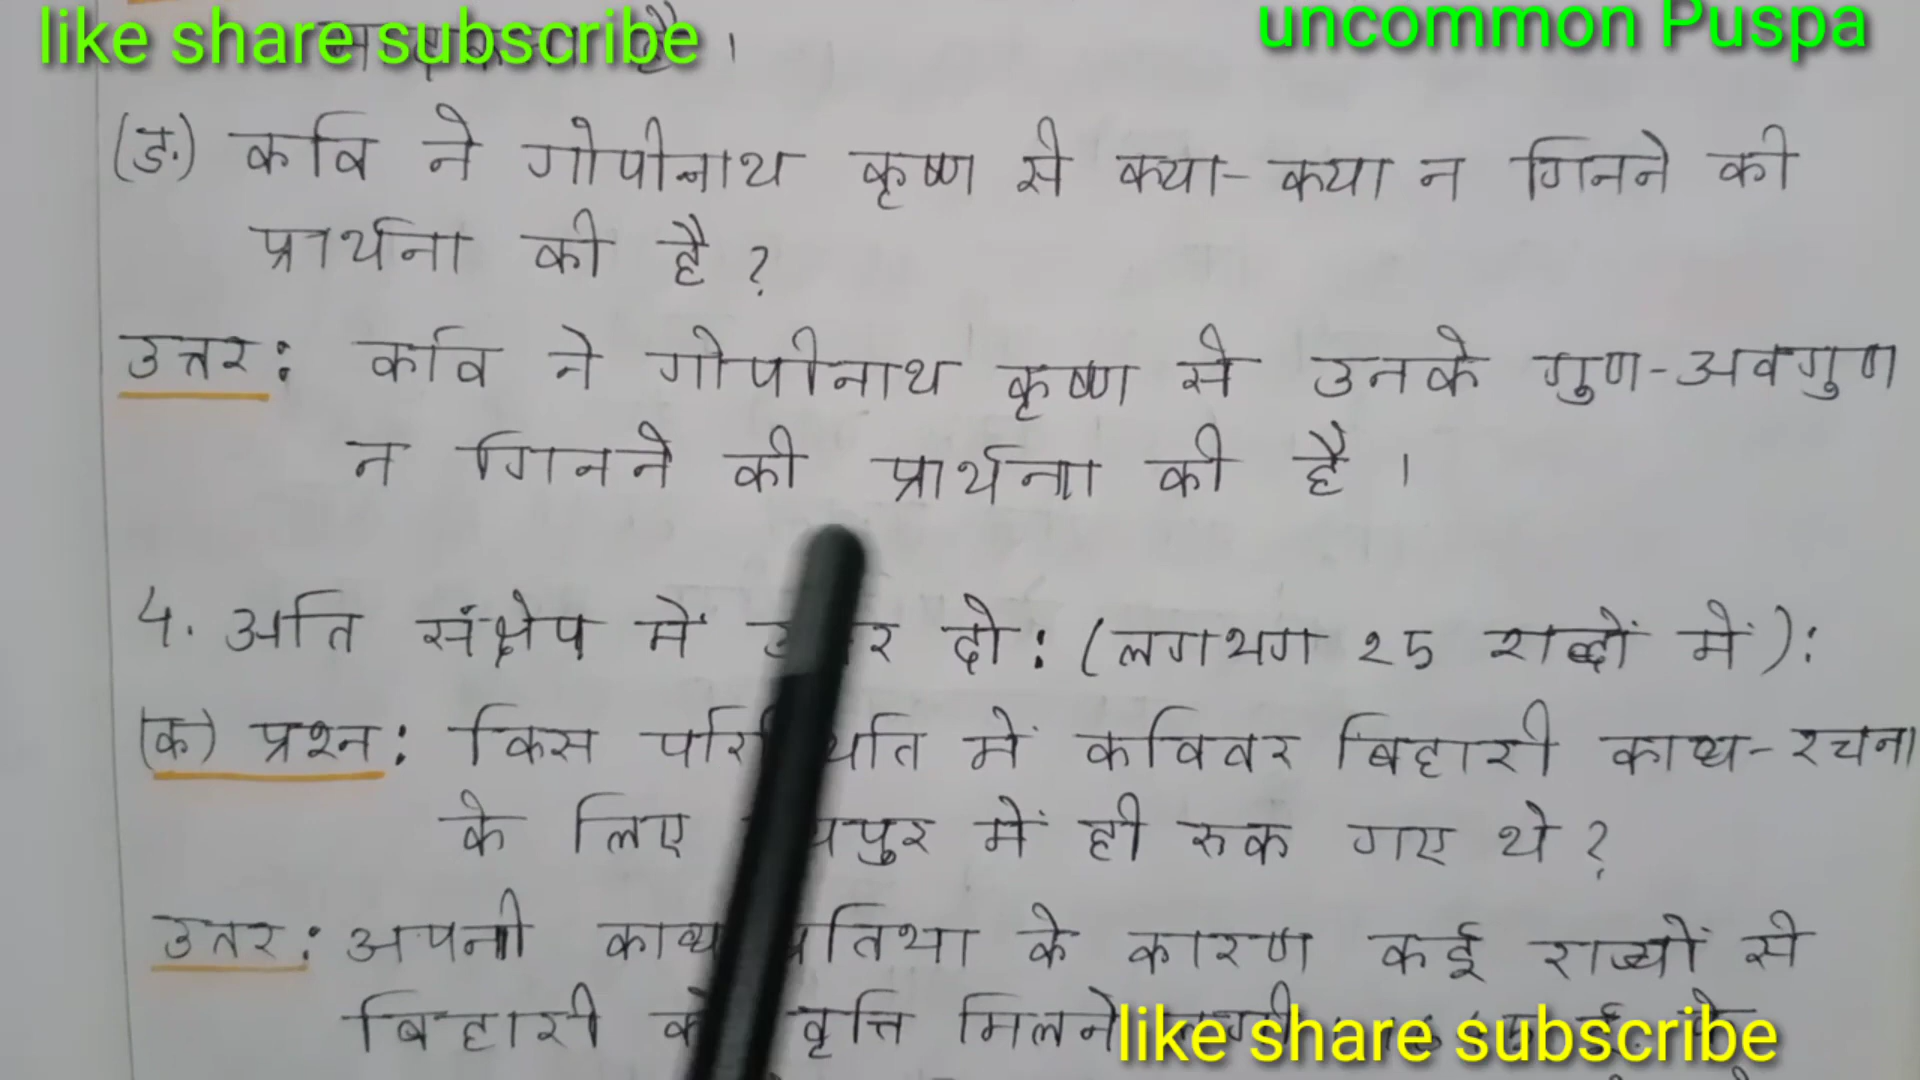 like share subscribe है ।
uncommon Puspa
(ङ) कवि ने गोपीनाथ कृष्ण से क्या-क्या न गिनने की
प्रार्थना की है ?
उत्तर: कवि ने गोपीनाथ कृष्ण से उनके गुण-अवगुण
न गिनने की प्रार्थना की है ।
4. अति संक्षेप में दो: (लगभग 25 शब्दों में):
(क) प्रश्न: किस में कविवर बिहारी काव्य-रचना
के लिए में ही रुक गए थे ?
उत्तर: अपनी के कारण कई राज्यों से
बिहारी वृत्ति मिलने
like share subscribe